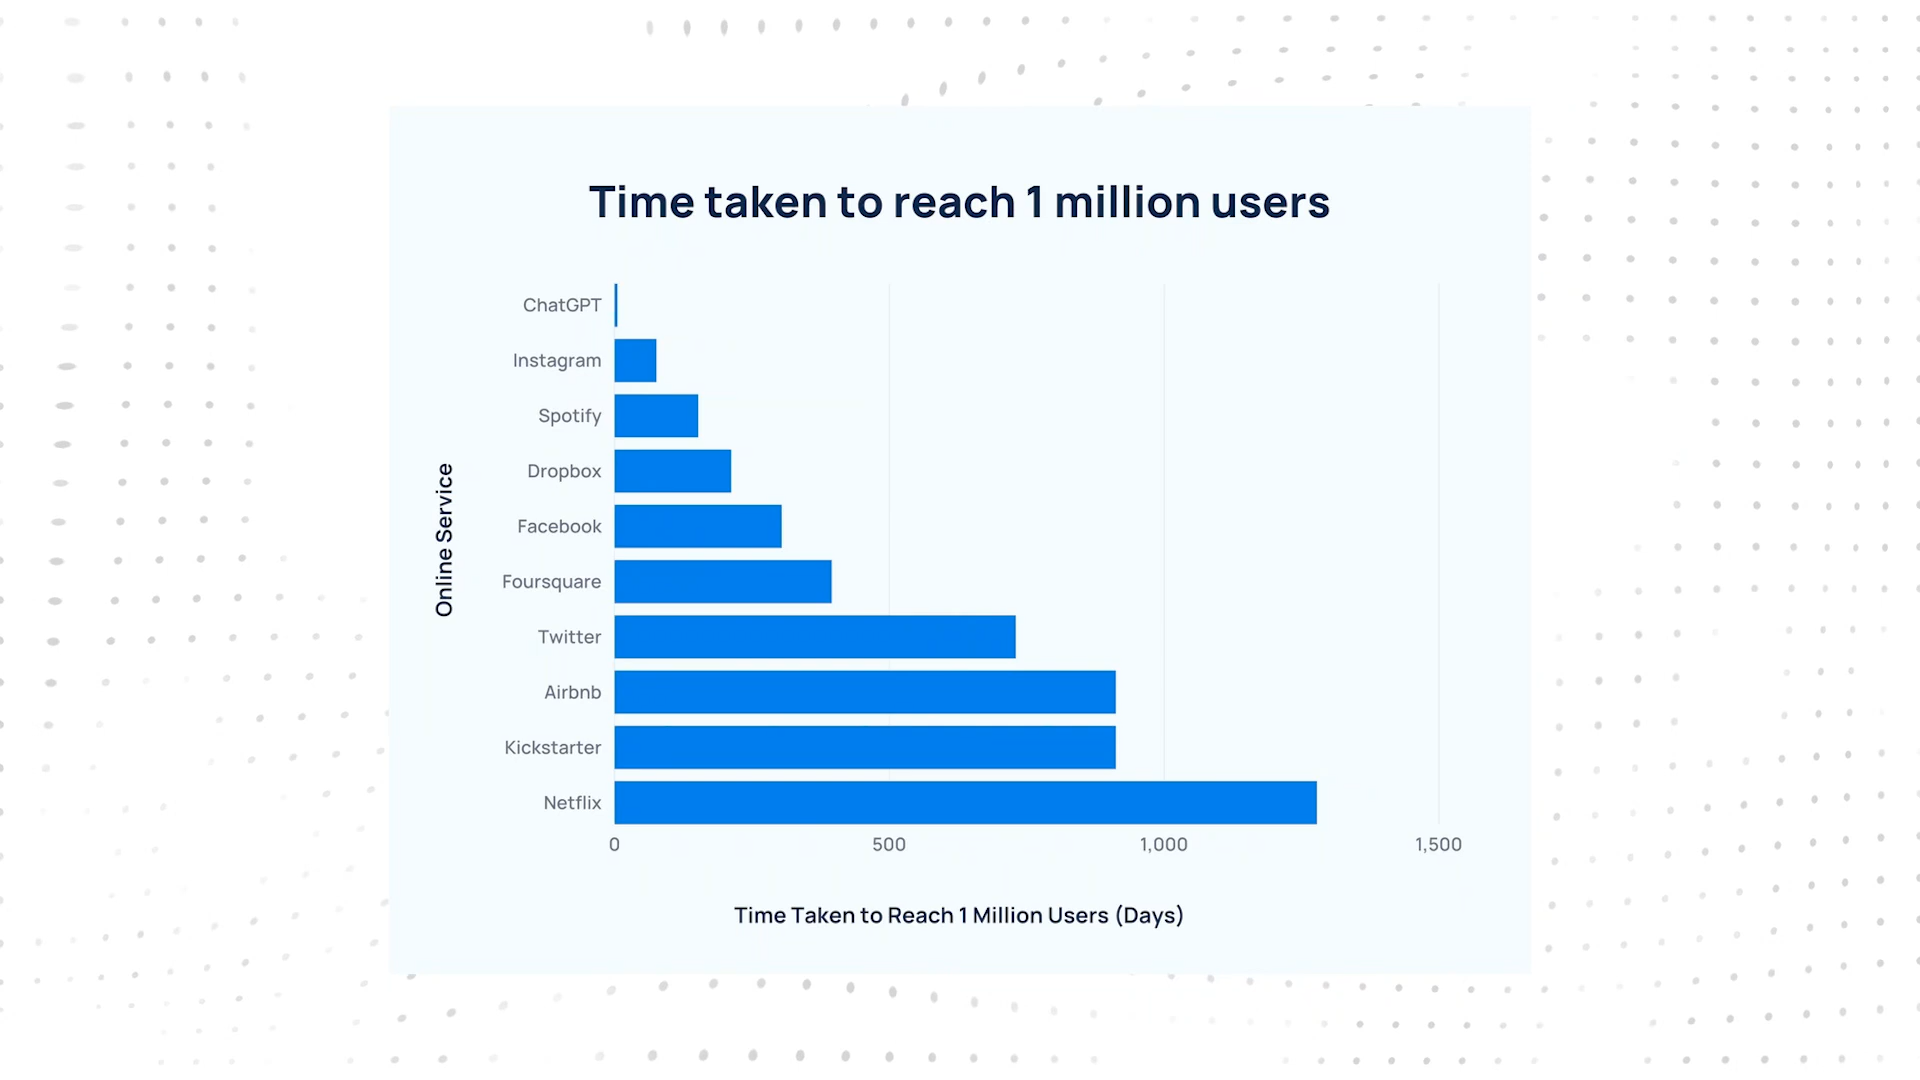 Time taken to reach 1 million users
Online Service
ChatGPT
Instagram
Spotify
Dropbox
Facebook
Foursquare
Twitter
Airbnb
Kickstarter
Netflix
0 500 1,000 1,500
Time Taken to Reach 1 Million Users (Days)